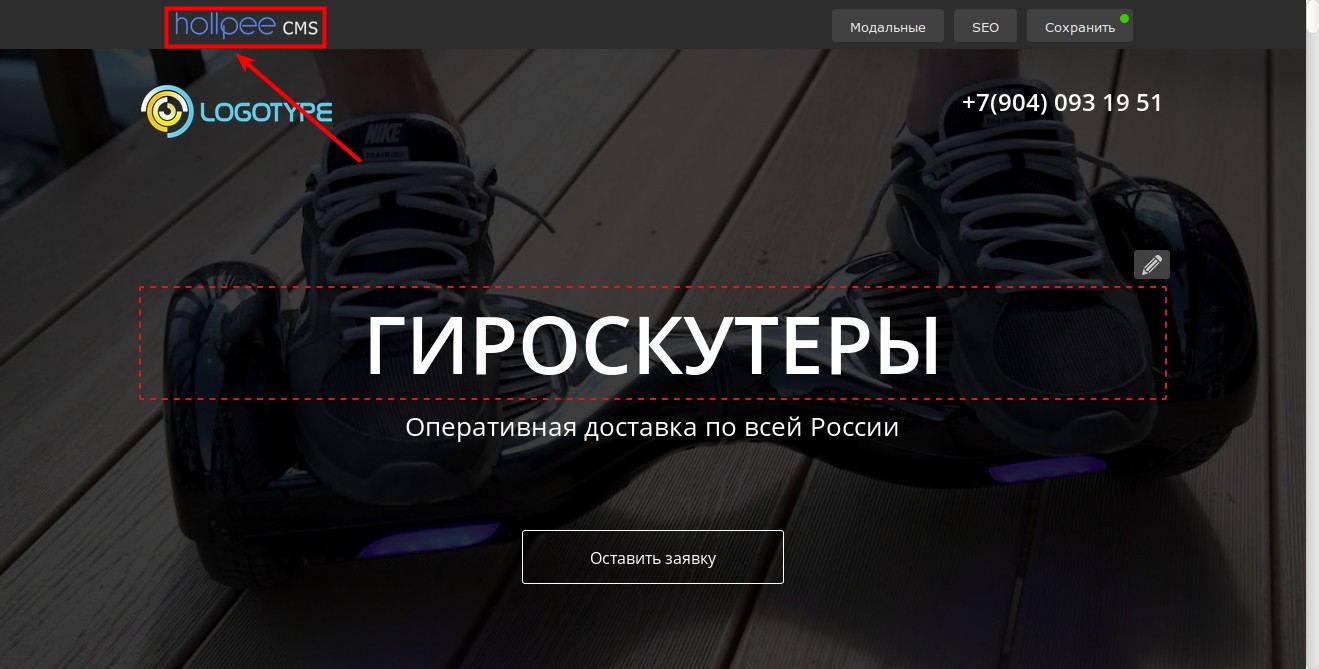 hollpee CMS
Модальные
SEO
Сохранить
LOGOTYPE
+7(904) 093 19 51
NIKE
TRAINING
ГИРОСКУТЕРЫ
Оперативная доставка по всей России
Оставить заявку